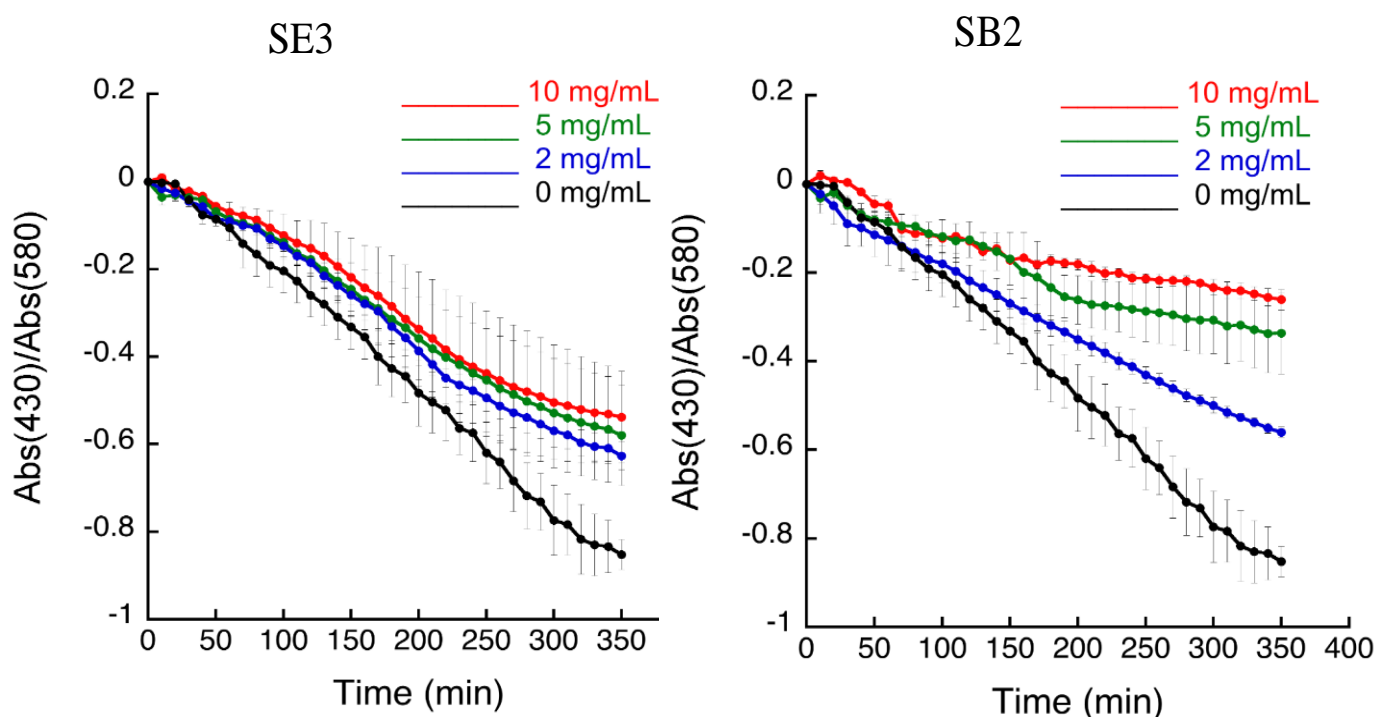 SE3
0.2
0
-0.2
-0.4
-0.6
-0.8
-1
Abs(430)/Abs(580)
10 mg/mL
5 mg/mL
2 mg/mL
0 mg/mL
0 50 100 150 200 250 300 350
Time (min)
SB2
0.2
0
-0.2
-0.4
-0.6
-0.8
-1
Abs(430)/Abs(580)
10 mg/mL
5 mg/mL
2 mg/mL
0 mg/mL
0 50 100 150 200 250 300 350 400
Time (min)